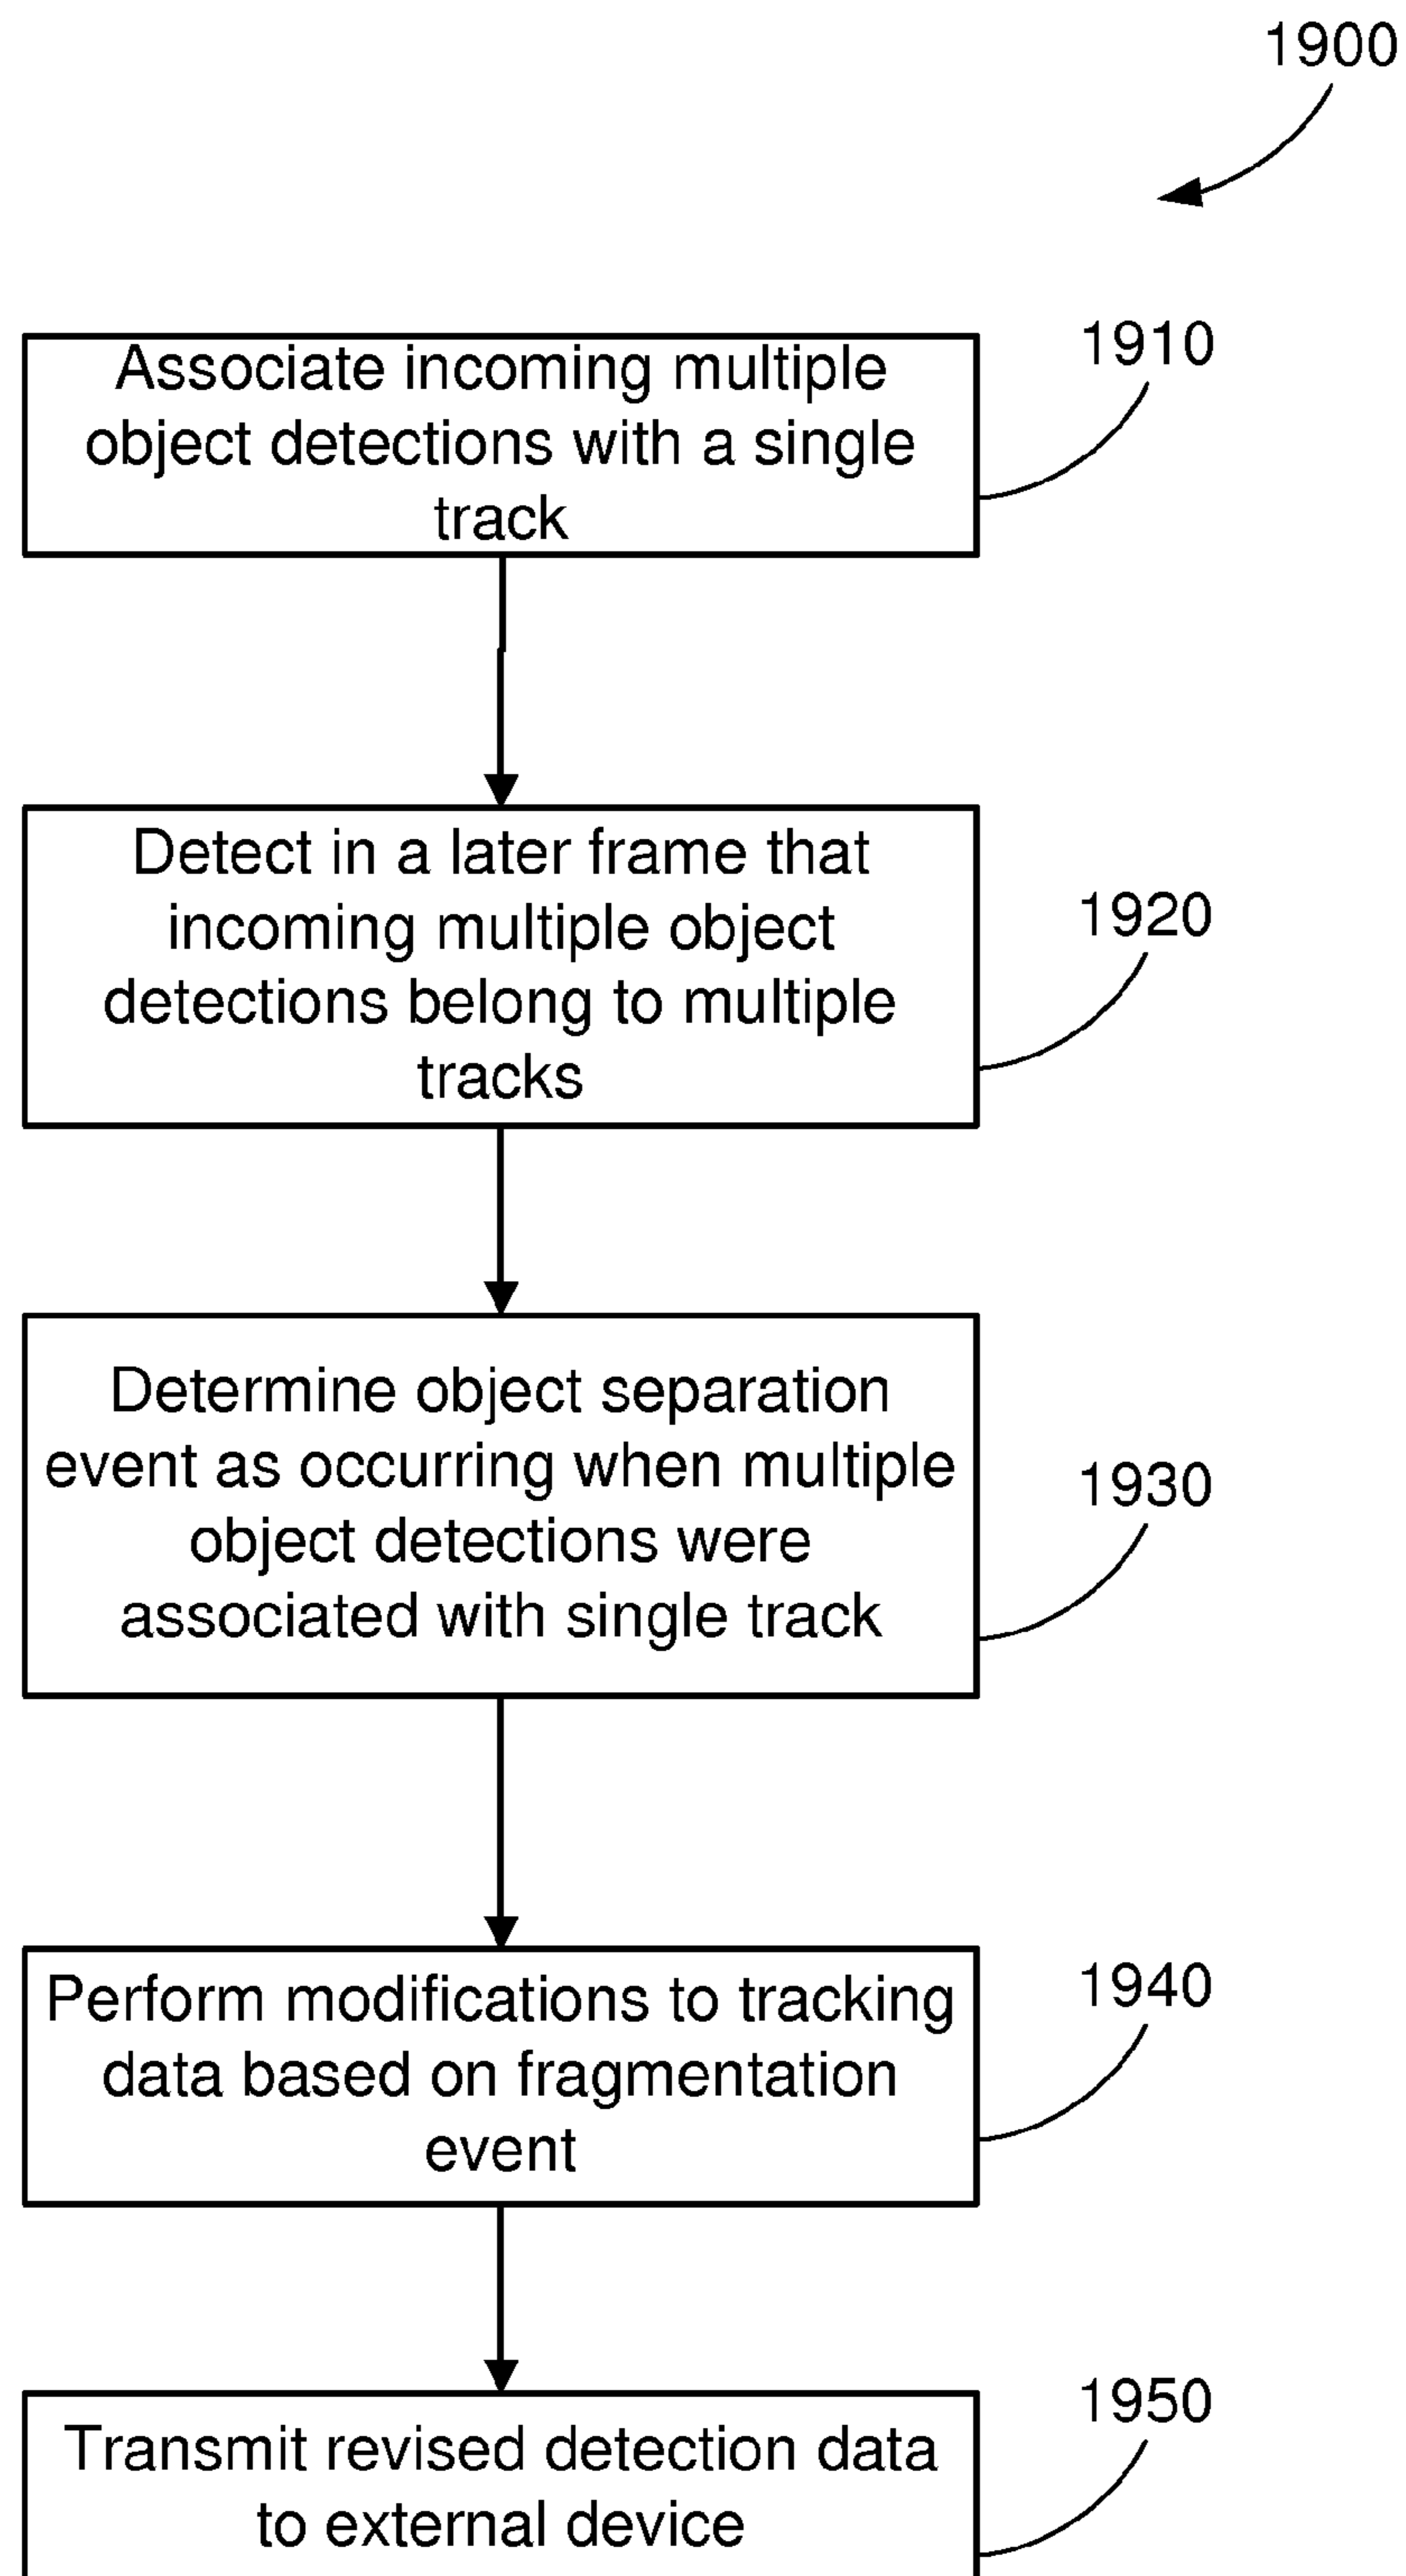 1900
Associate incoming multiple
object detections with a single
track
1910
Detect in a later frame that
incoming multiple object
detections belong to multiple
tracks
1920
Determine object separation
event as occurring when multiple
object detections were
associated with single track
1930
Perform modifications to tracking
data based on fragmentation
event
1940
Transmit revised detection data
to external device
1950